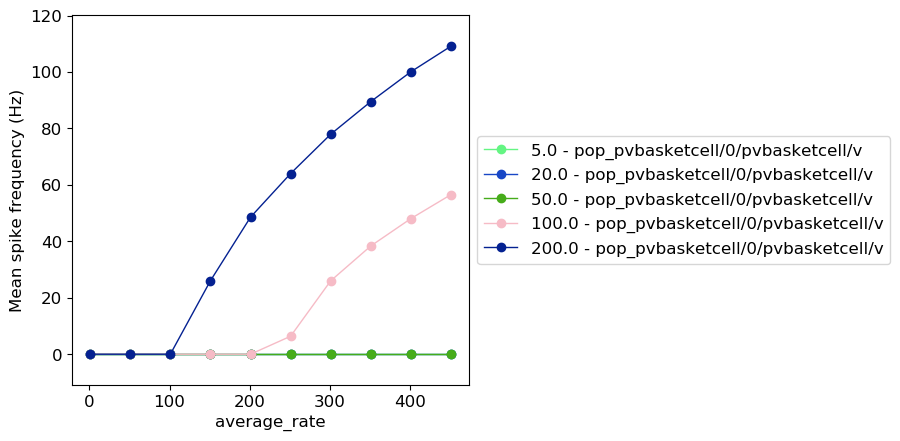 120
100
80
60
40
20
0
Mean spike frequency (Hz)
0 100 200 300 400
average_rate
5.0 - pop_pvbasketcell/0/pvbasketcell/v
20.0 - pop_pvbasketcell/0/pvbasketcell/v
50.0 - pop_pvbasketcell/0/pvbasketcell/v
100.0 - pop_pvbasketcell/0/pvbasketcell/v
200.0 - pop_pvbasketcell/0/pvbasketcell/v